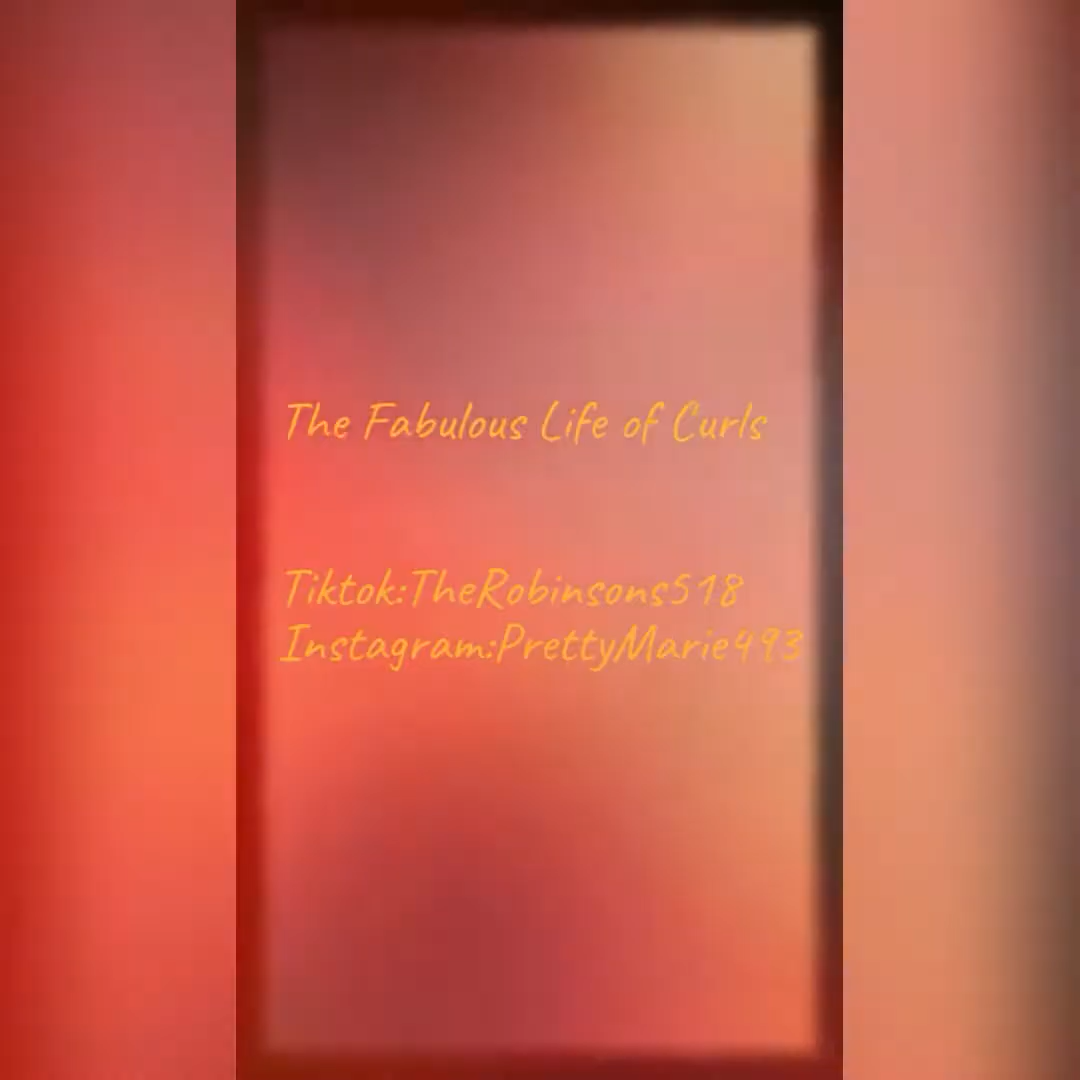 The Fabulous Life of Curls
Tiktok:TheRobinsons518
Instagram:PrettyMarie493